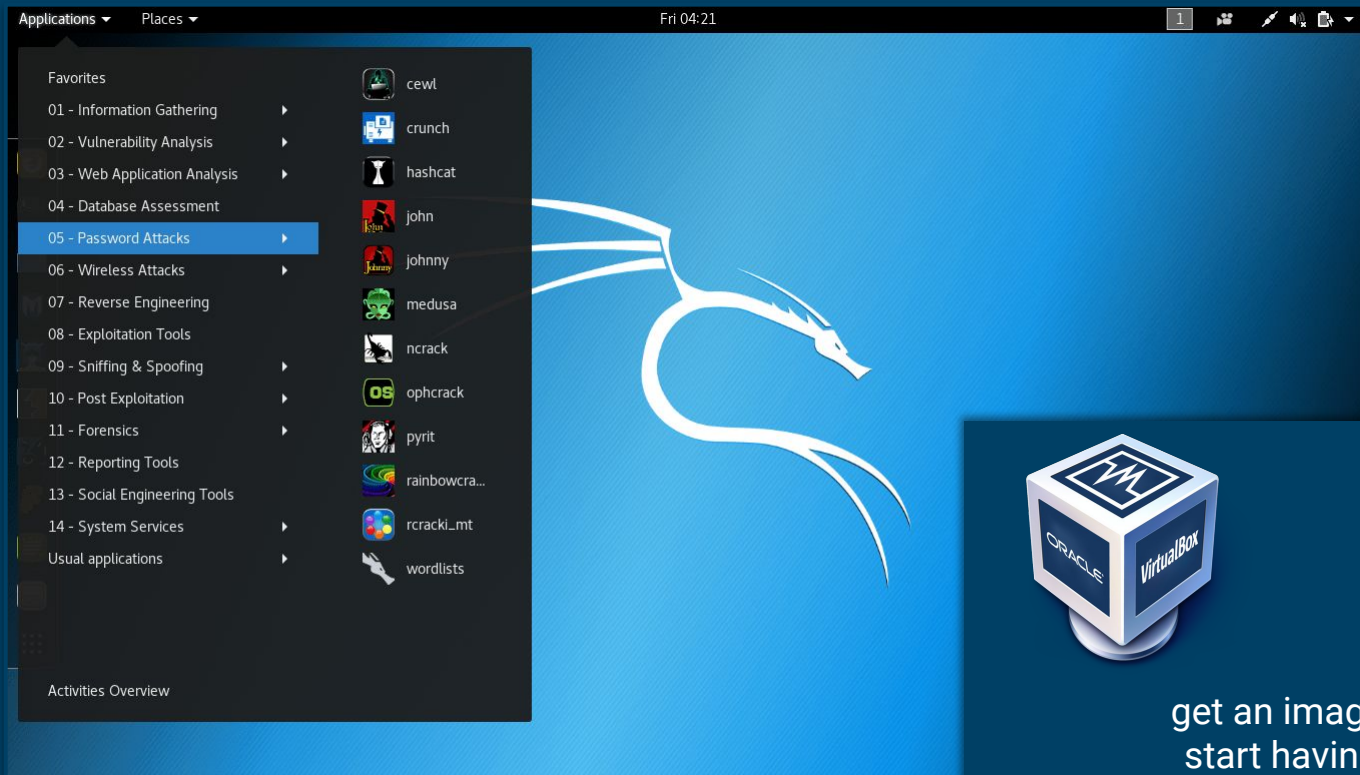 Applications Places Fri 04:21 1
Favorites
01 - Information Gathering
02 - Vulnerability Analysis
03 - Web Application Analysis
04 - Database Assessment
05 - Password Attacks
06 - Wireless Attacks
07 - Reverse Engineering
08 - Exploitation Tools
09 - Sniffing & Spoofing
10 - Post Exploitation
11 - Forensics
12 - Reporting Tools
13 - Social Engineering Tools
14 - System Services
Usual applications
Activities Overview
cewl
crunch
hashcat
john
johnny
medusa
ncrack
ophcrack
pyrit
rainbowcra...
rcracki_mt
wordlists
John
Johnny
OS
ORACLE
VirtualBox
get an imag
start havin